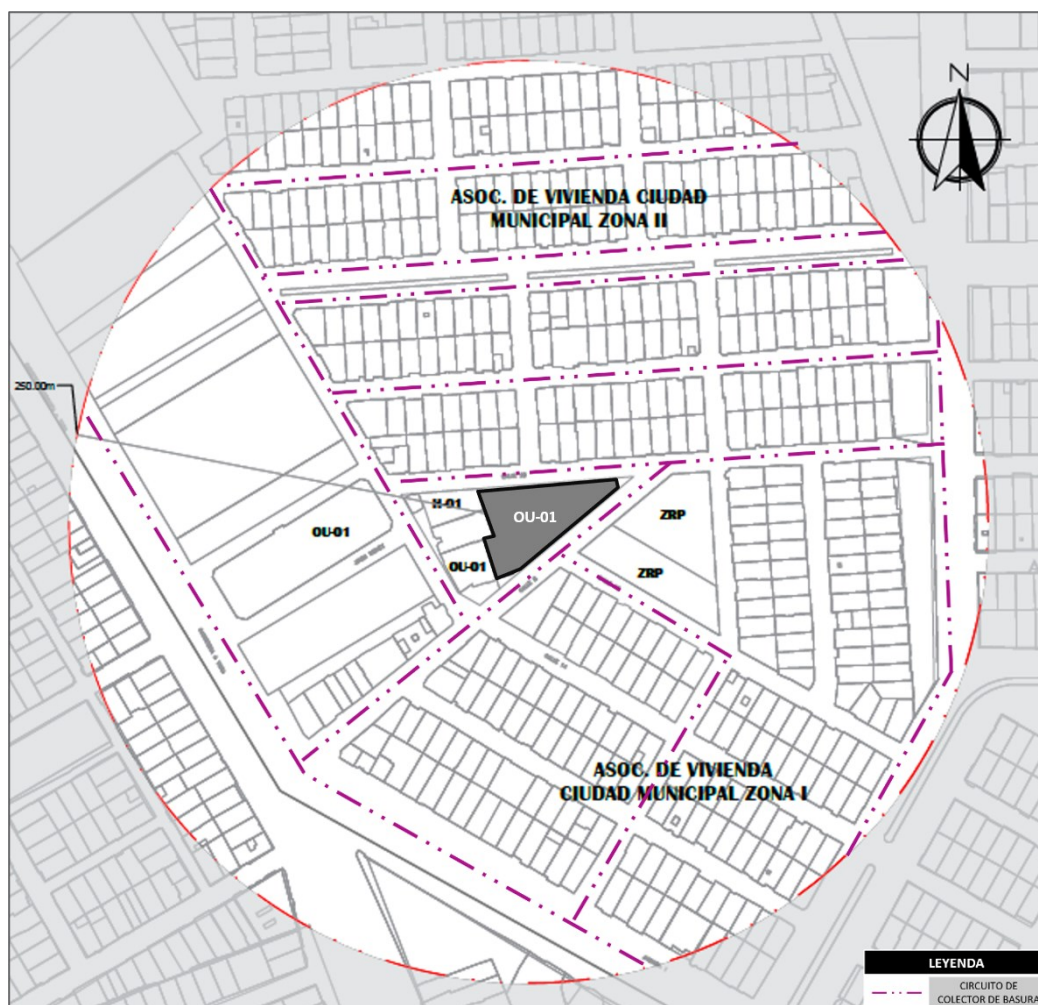 N
ASOC. DE VIVIENDA CIUDAD
MUNICIPAL ZONA II
250.00m
H-01
OU-01
ZRP
OU-01
OU-01
ZRP
ASOC. DE VIVIENDA
CIUDAD MUNICIPAL ZONA I
LEYENDA
CIRCUITO DE
COLECTOR DE BASURA